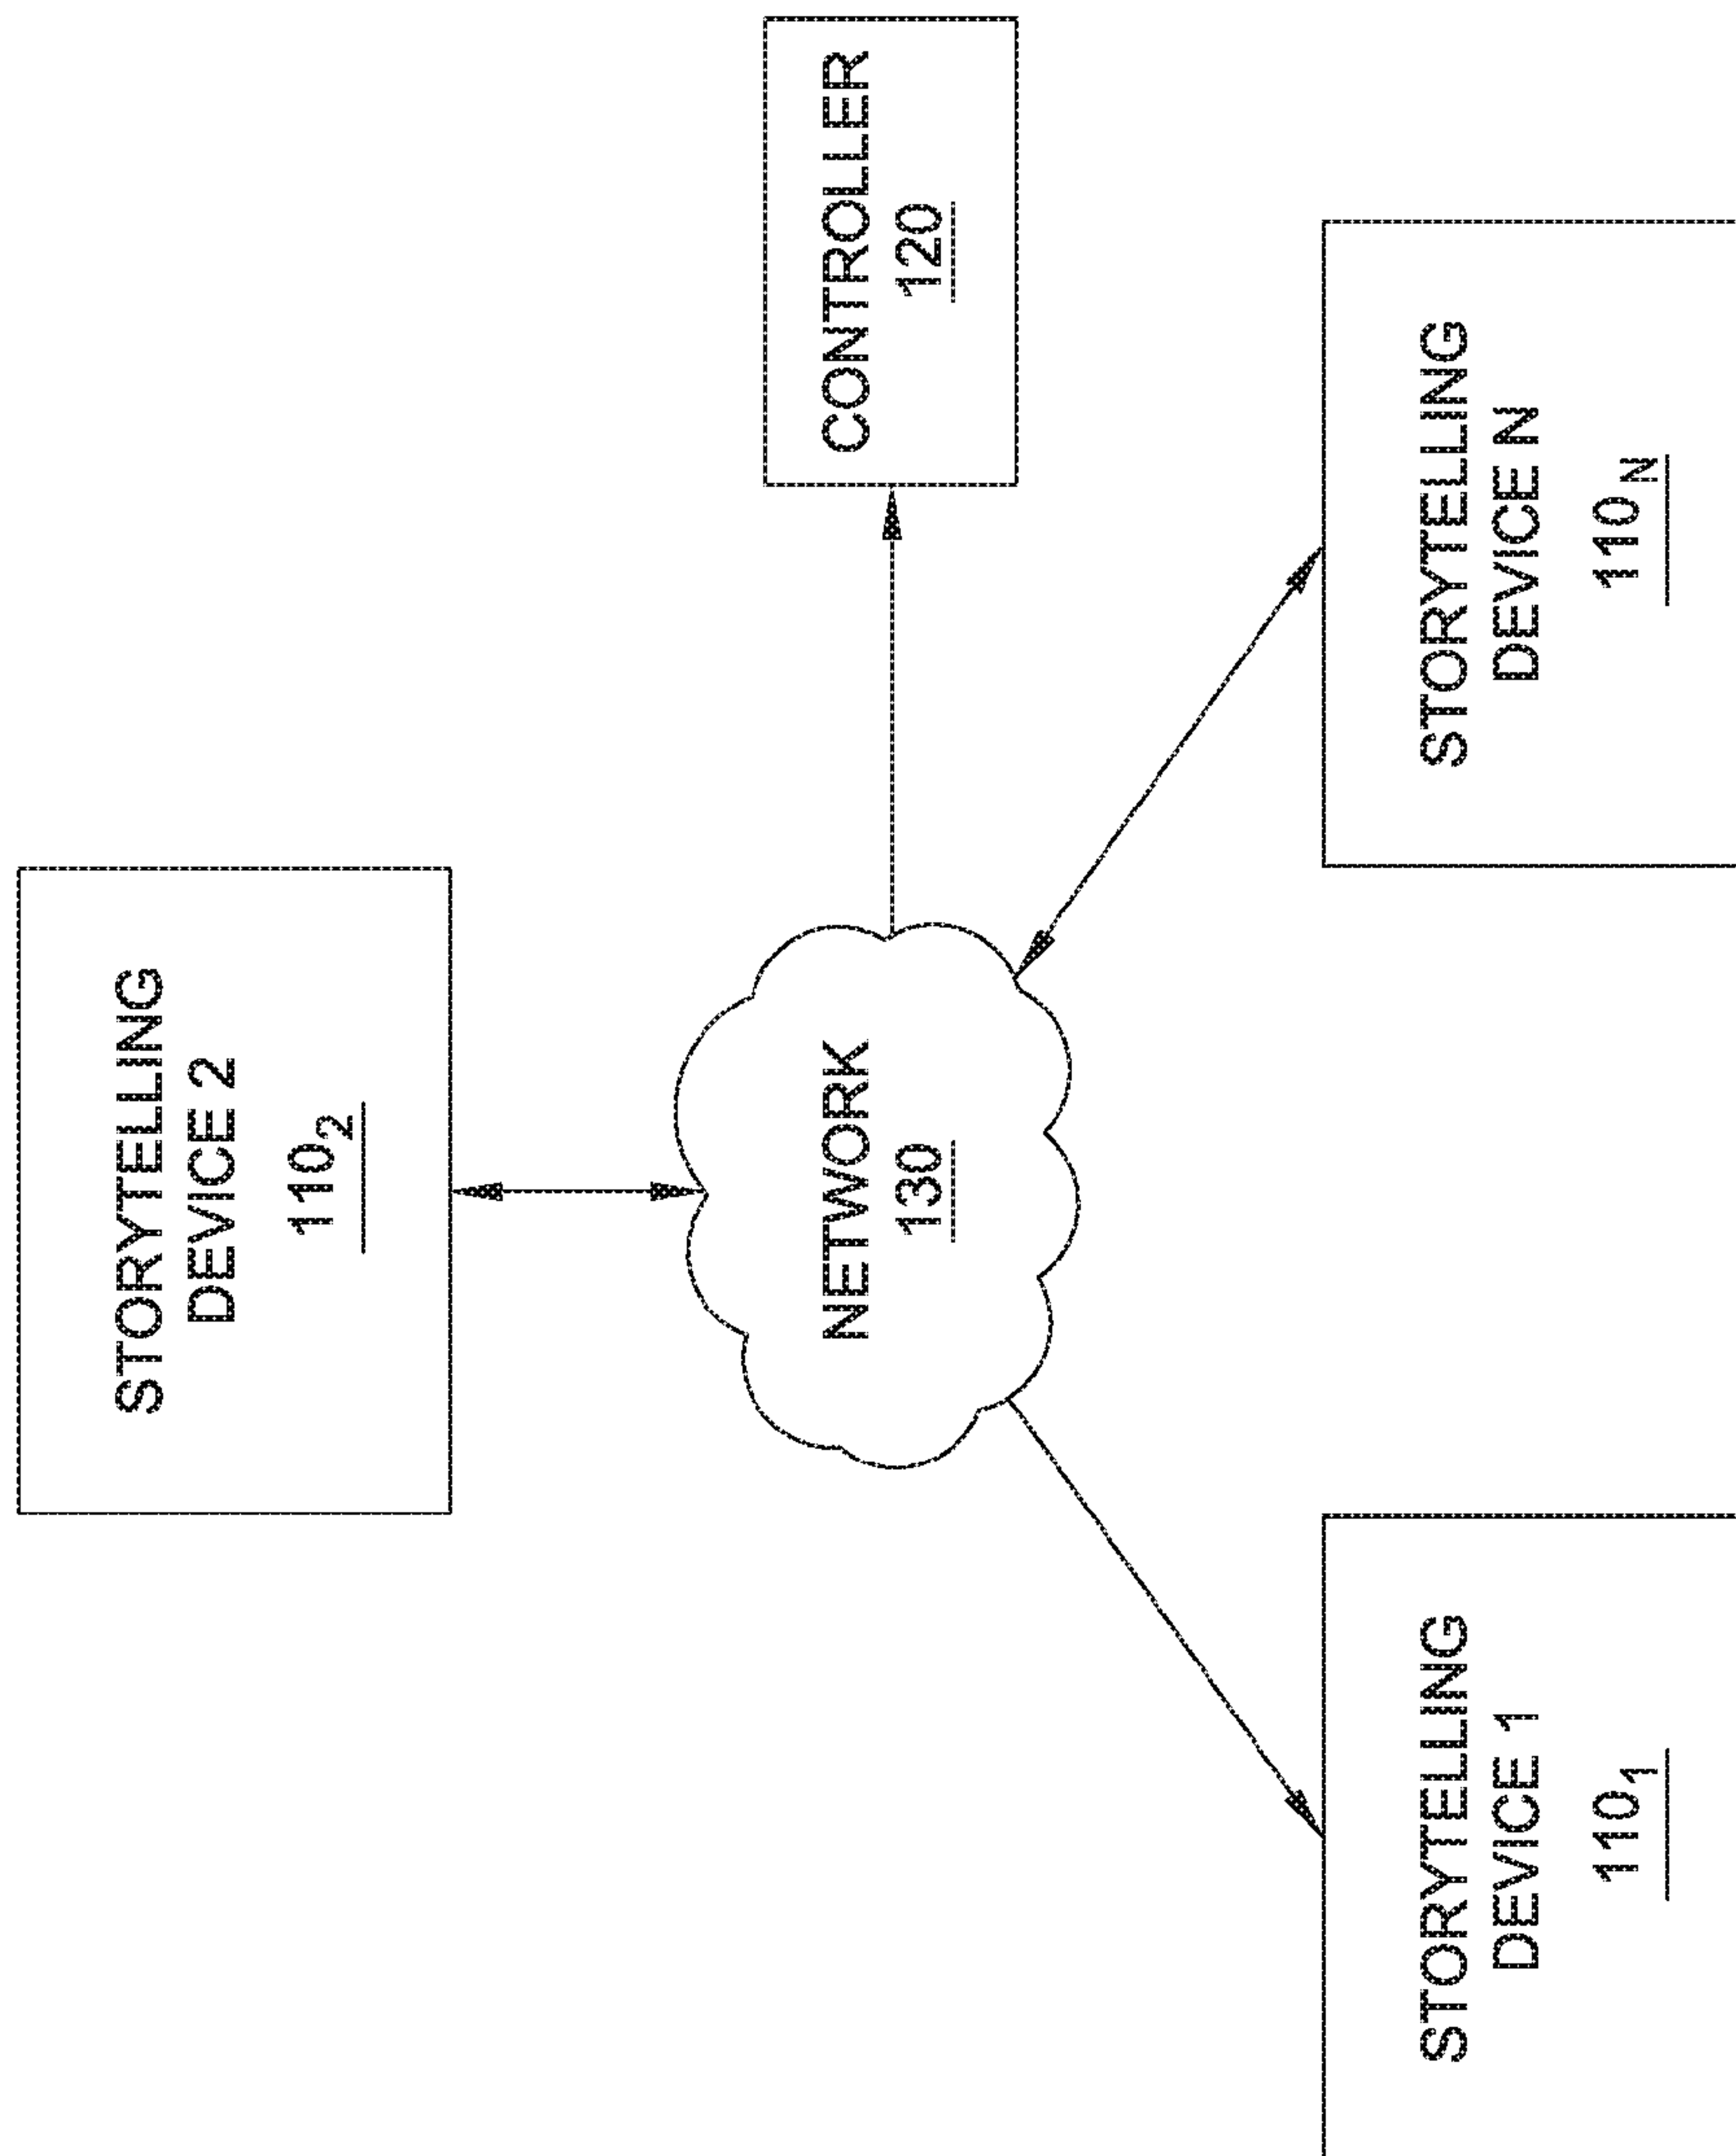 STORYTELLING
DEVICE 2
110₂
NETWORK
130
CONTROLLER
120
STORYTELLING
DEVICE 1
110₁
STORYTELLING
DEVICE N
110ₙ